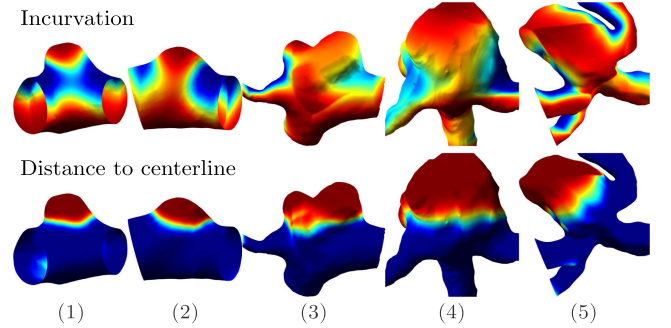 Incurvation
Distance to centerline
(1) (2) (3) (4) (5)